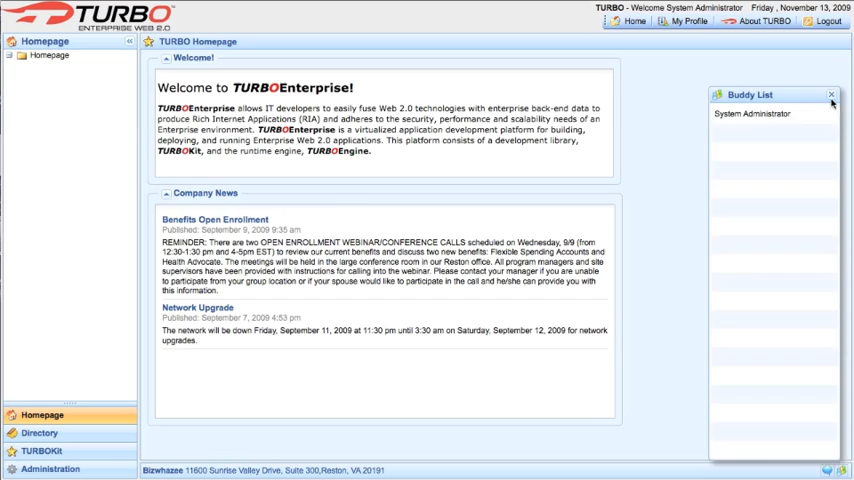 TURBO
ENTERPRISE WEB 2.0
TURBO - Welcome System Administrator Friday , November 13, 2009
Home My Profile About TURBO Logout
Homepage
Homepage
TURBO Homepage
Welcome!
Welcome to TURBOEnterprise!
TURBOEnterprise allows IT developers to easily fuse Web 2.0 technologies with enterprise back-end data to
produce Rich Internet Applications (RIA) and adheres to the security, performance and scalability needs of an
Enterprise environment. TURBOEnterprise is a virtualized application development platform for building,
deploying, and running Enterprise Web 2.0 applications. This platform consists of a development library,
TURBOKit, and the runtime engine, TURBOEngine.
Company News
Benefits Open Enrollment
Published: September 9, 2009 9:35 am
REMINDER: There are two OPEN ENROLLMENT WEBINAR/CONFERENCE CALLS scheduled on Wednesday, 9/9 (from
12:30-1:30 pm and 4-5pm EST) to review our current benefits and discuss two new benefits: Flexible Spending Accounts and
Health Advocate. The meetings will be held in the large conference room in our Reston office. All program managers and site
supervisors have been provided with instructions for calling into the webinar. Please contact your manager if you are unable
to participate from your group location or if your spouse would like to participate in the call and he/she can provide you with
this information.
Network Upgrade
Published: September 7, 2009 4:53 pm
The network will be down Friday, September 11, 2009 at 11:30 pm until 3:30 am on Saturday, September 12, 2009 for network
upgrades.
Buddy List
System Administrator
Homepage
Directory
TURBOKit
Administration
Bizwhazee 11600 Sunrise Valley Drive, Suite 300,Reston, VA 20191